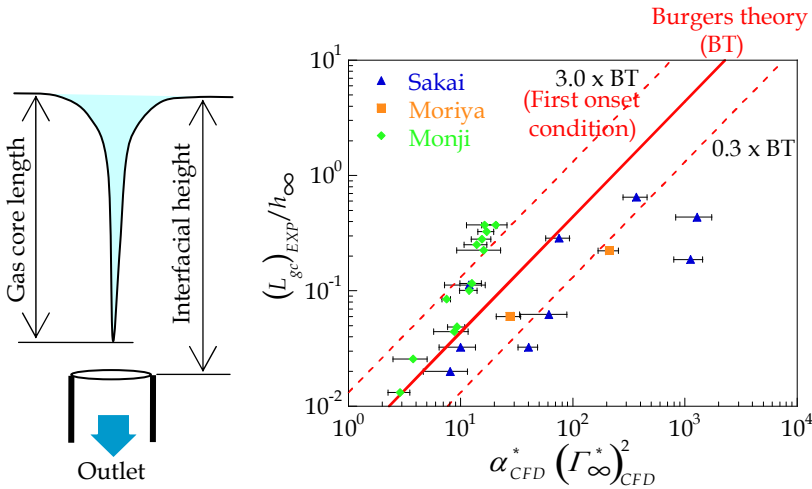 Gas core length
Interfacial height
Outlet
Burgers theory
(BT)
3.0 x BT
(First onset
condition)
0.3 x BT
Sakai
Moriya
Monji
10^1
10^0
10^-1
10^-2
(L_gc)_EXP/h_∞
10^0 10^1 10^2 10^3 10^4
α*_CFD (Γ*_∞)^2_CFD